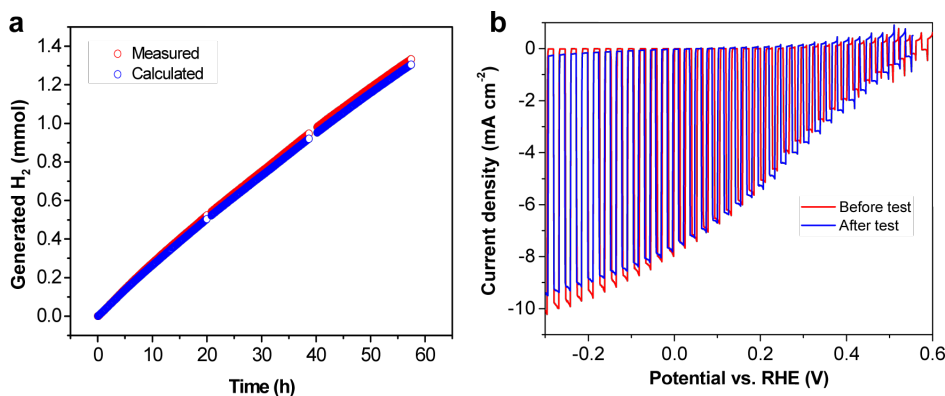 a
Measured
Calculated
Generated H₂ (mmol)
1.4
1.2
1.0
0.8
0.6
0.4
0.2
0.0
0 10 20 30 40 50 60
Time (h)
b
Before test
After test
Current density (mA cm⁻²)
0
-2
-4
-6
-8
-10
-0.2 0.0 0.2 0.4 0.6
Potential vs. RHE (V)